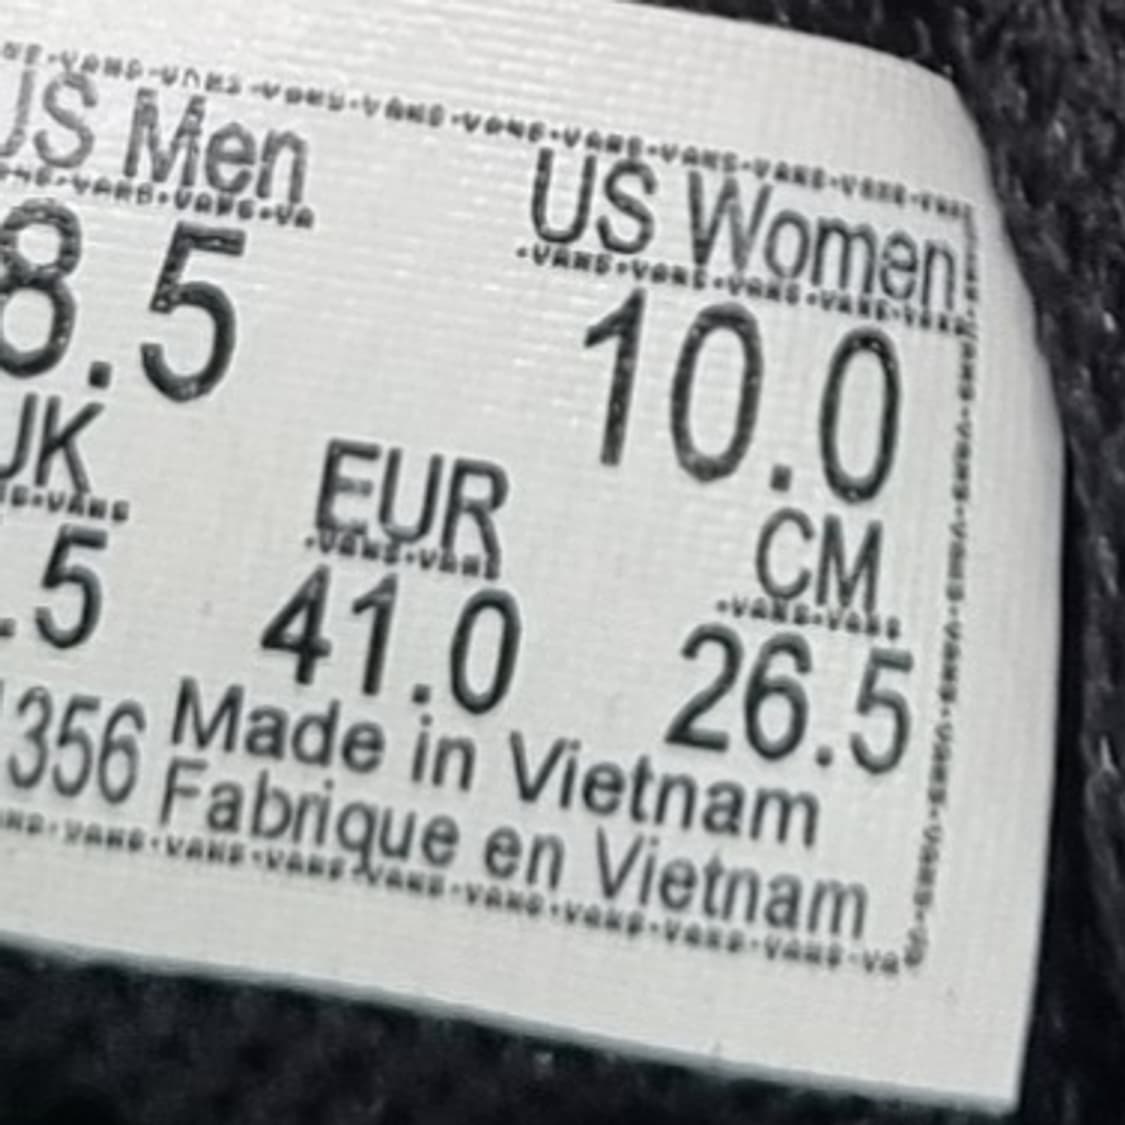 US Men US Women
8.5 10.0
UK EUR CM
.5 41.0 26.5
356 Made in Vietnam
Fabrique en Vietnam